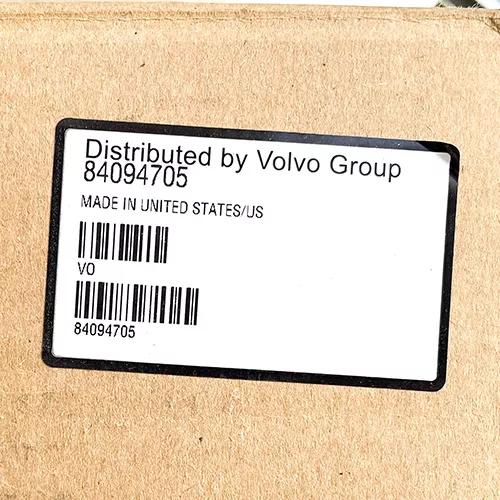 Distributed by Volvo Group
84094705
MADE IN UNITED STATES/US
VO
84094705